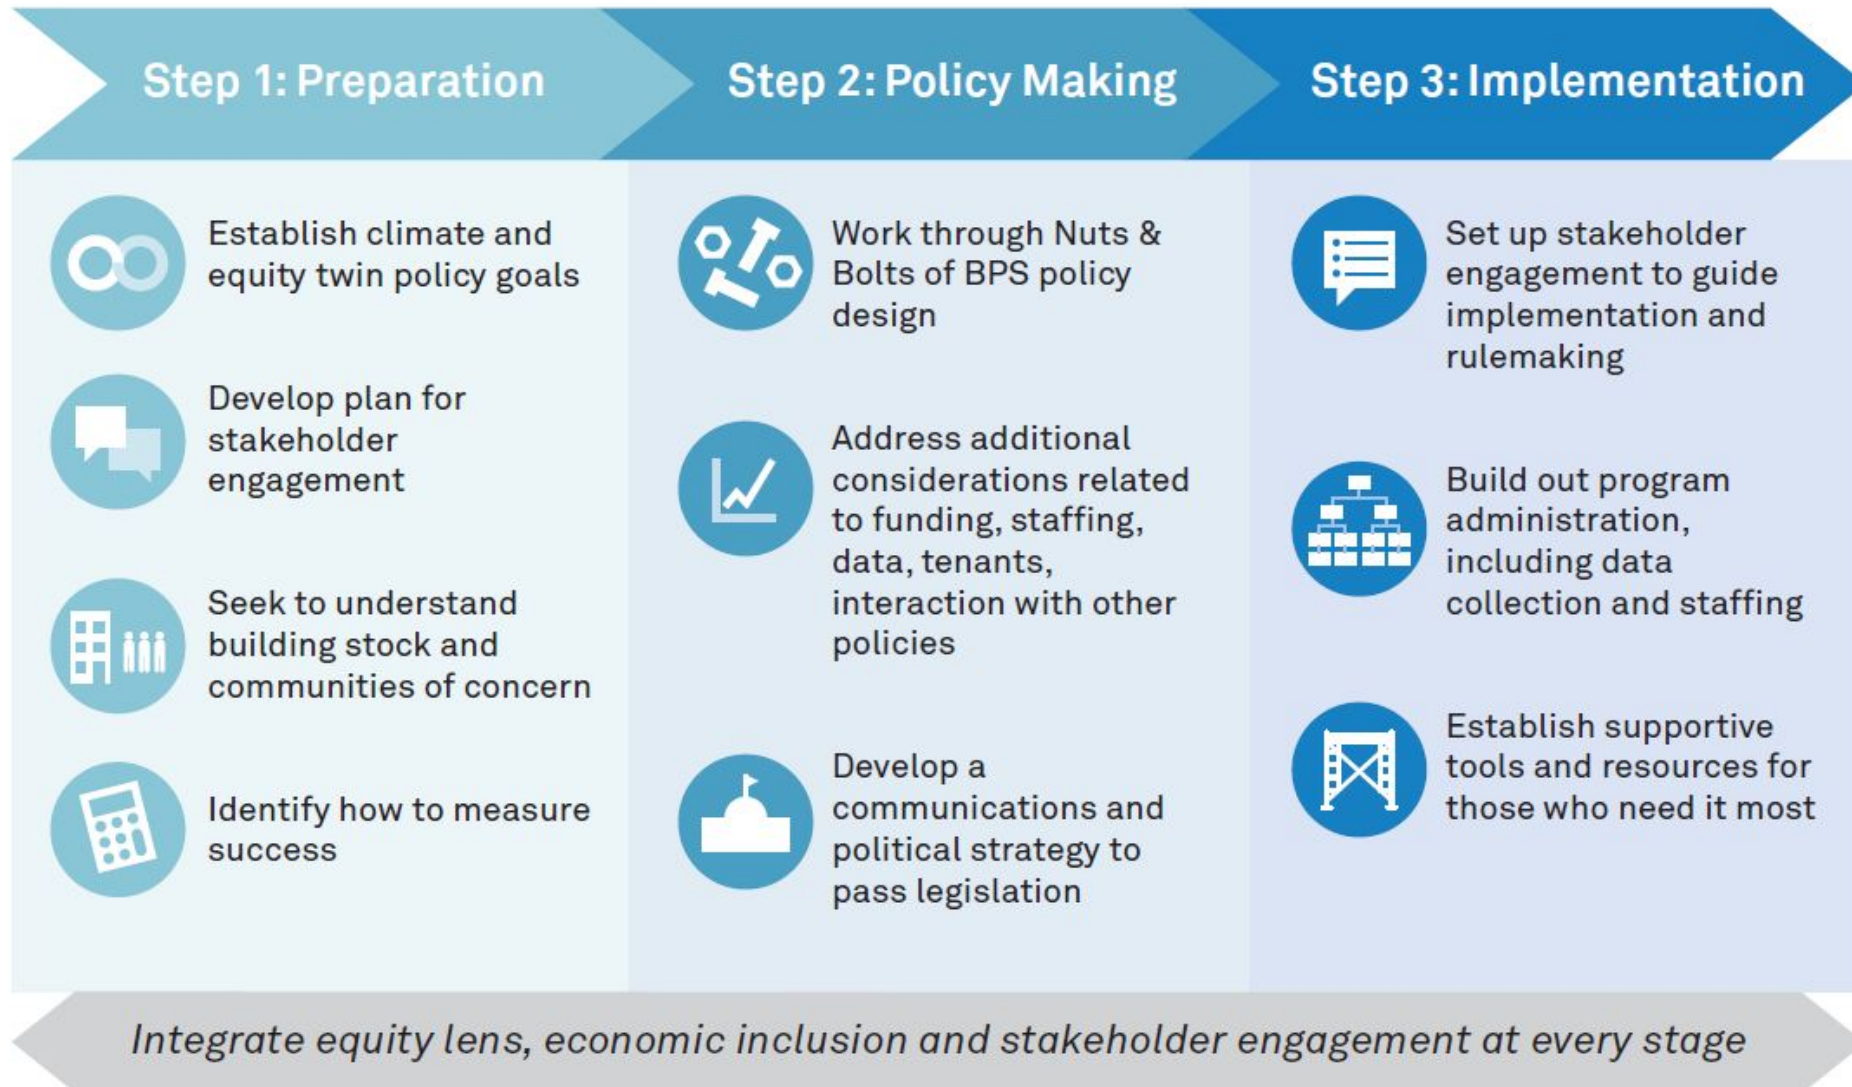 Step 1: Preparation
Step 2: Policy Making
Step 3: Implementation
Establish climate and
equity twin policy goals
Develop plan for
stakeholder
engagement
Seek to understand
building stock and
communities of concern
Identify how to measure
success
Work through Nuts &
Bolts of BPS policy
design
Address additional
considerations related
to funding, staffing,
data, tenants,
interaction with other
policies
Develop a
communications and
political strategy to
pass legislation
Set up stakeholder
engagement to guide
implementation and
rulemaking
Build out program
administration,
including data
collection and staffing
Establish supportive
tools and resources for
those who need it most
Integrate equity lens, economic inclusion and stakeholder engagement at every stage